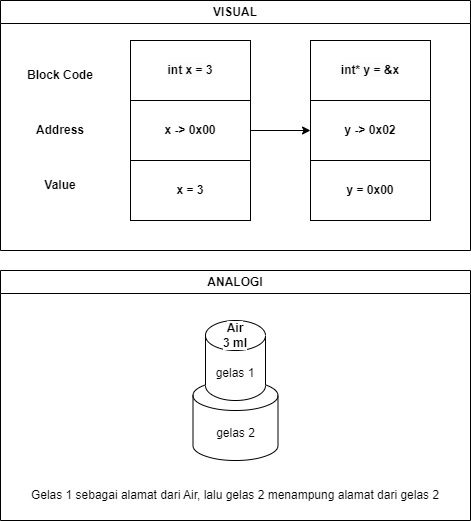 VISUAL
Block Code
int x = 3
int* y = &x
Address
x -> 0x00
y -> 0x02
Value
x = 3
y = 0x00
ANALOGI
Air
3 ml
gelas 1
gelas 2
Gelas 1 sebagai alamat dari Air, lalu gelas 2 menampung alamat dari gelas 2